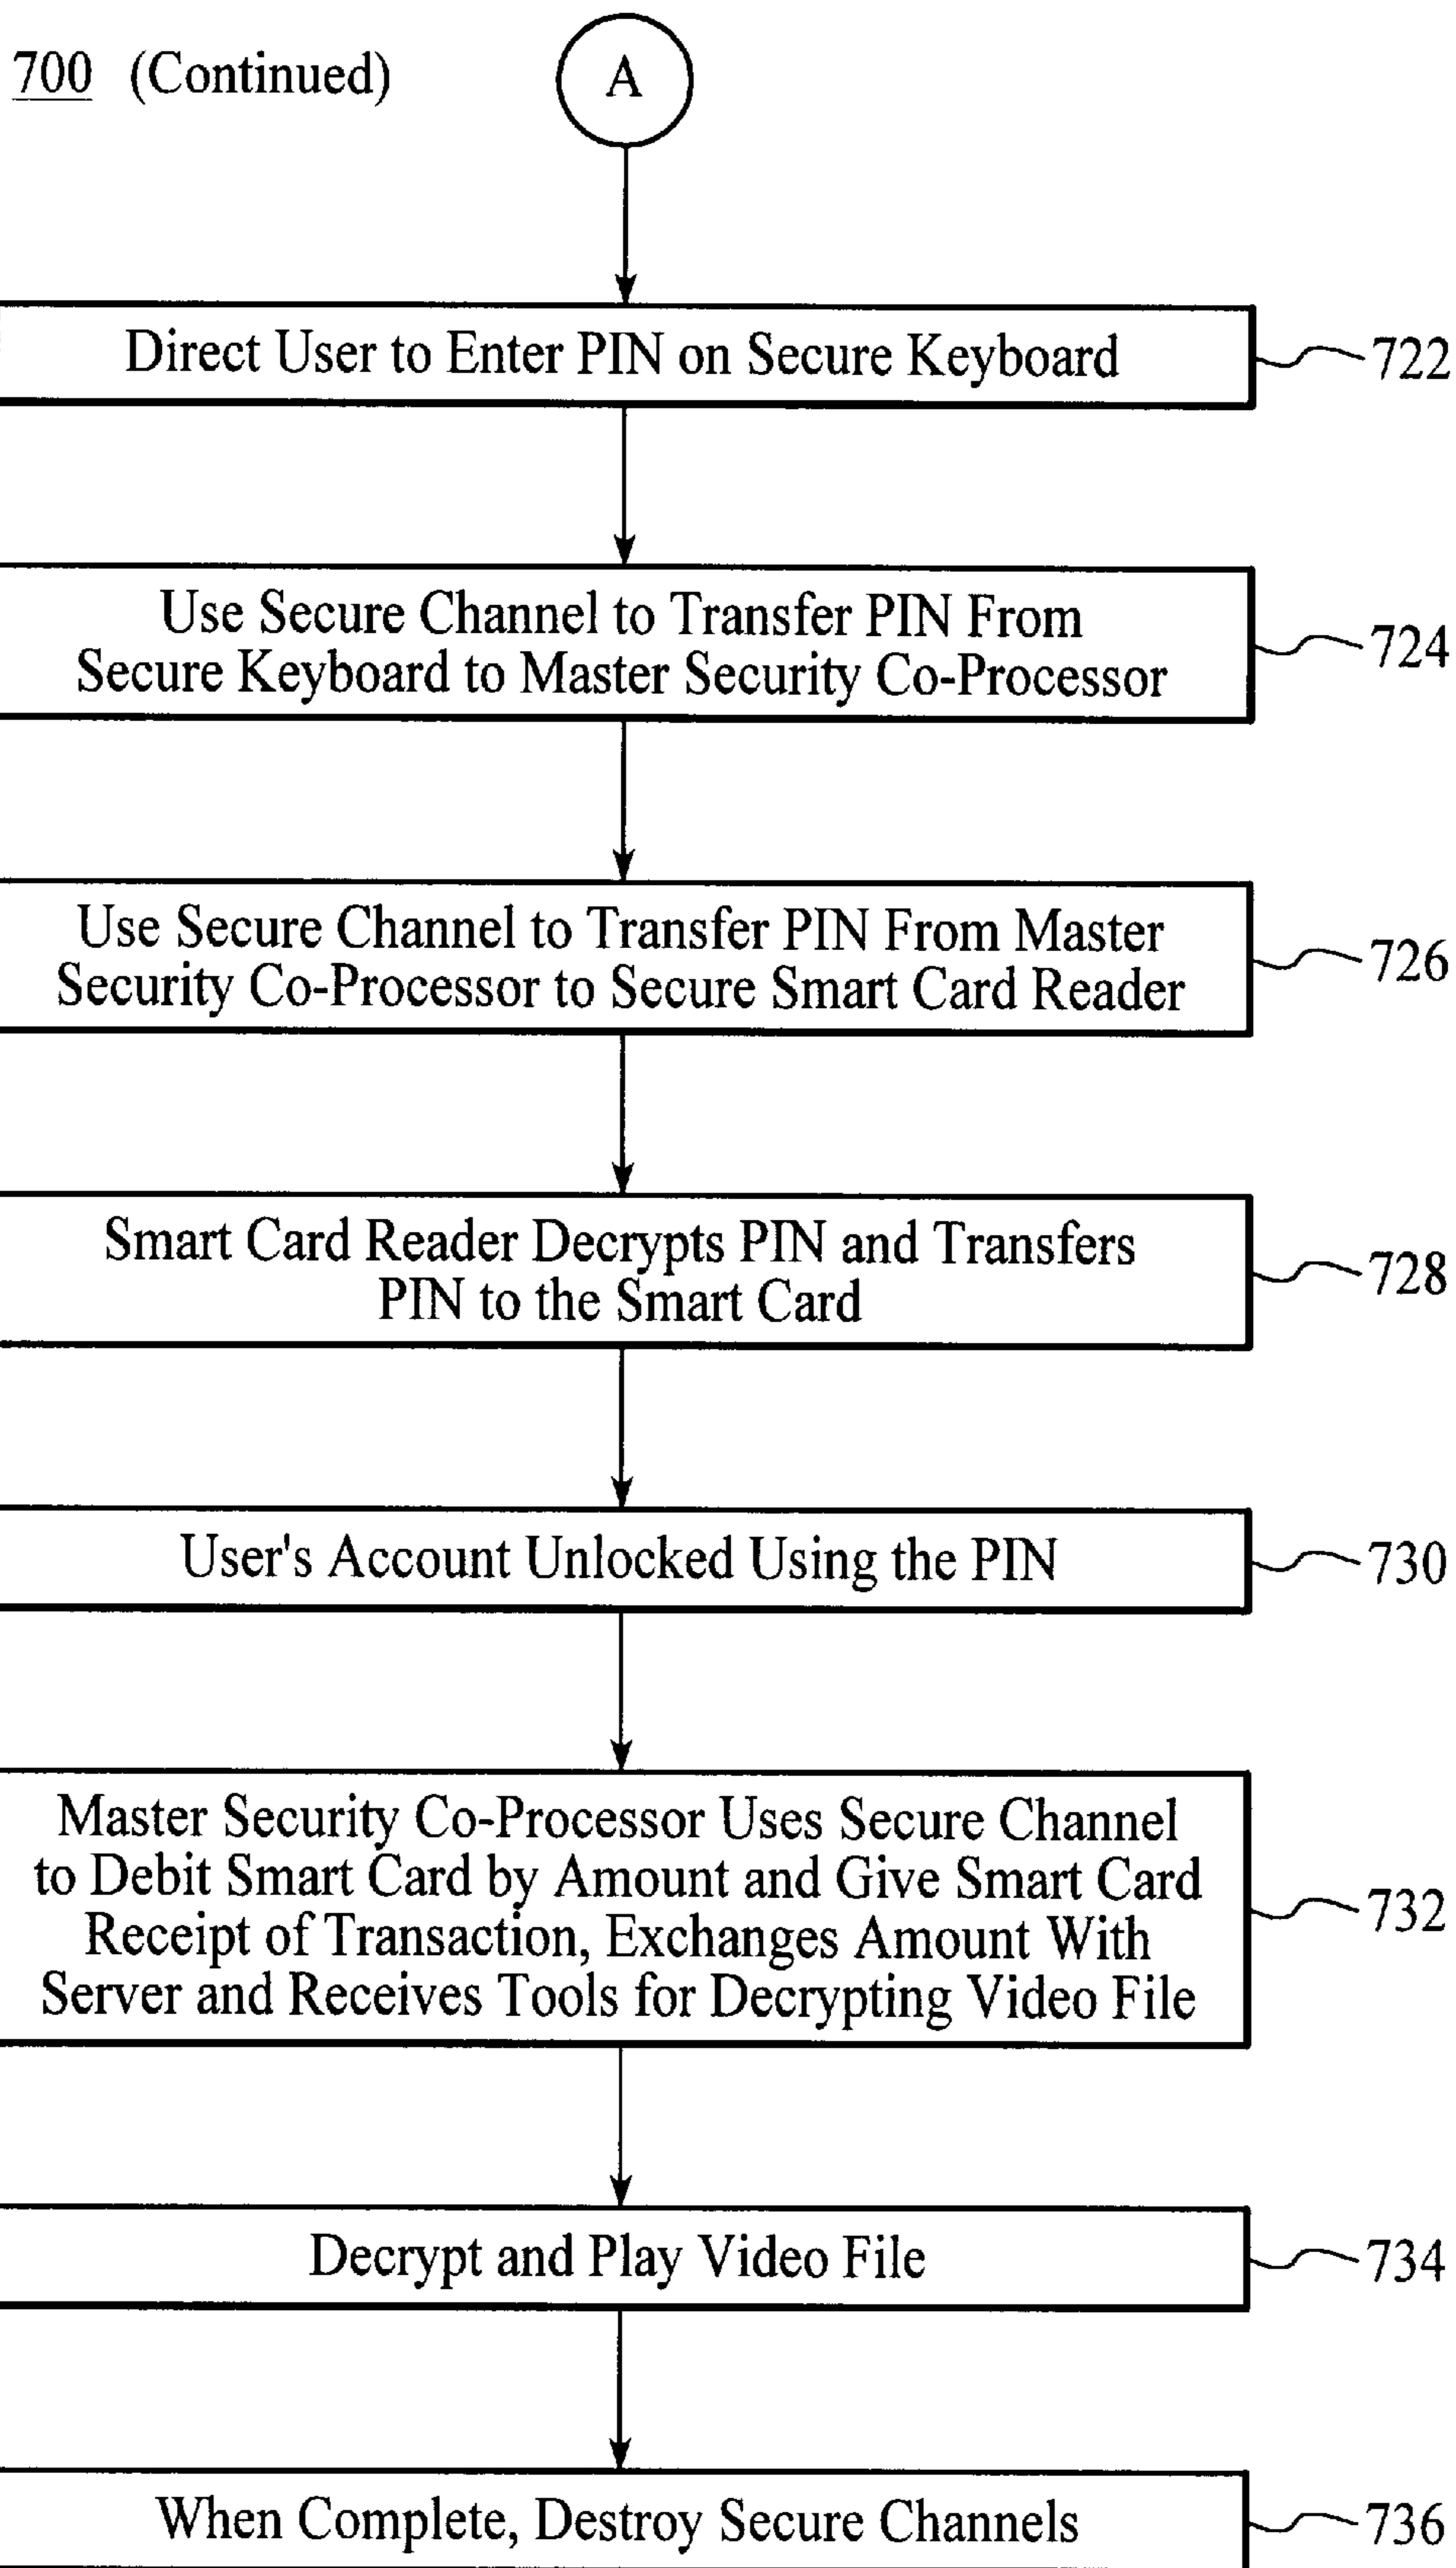 700 (Continued)
A
Direct User to Enter PIN on Secure Keyboard
722
Use Secure Channel to Transfer PIN From
Secure Keyboard to Master Security Co-Processor
724
Use Secure Channel to Transfer PIN From Master
Security Co-Processor to Secure Smart Card Reader
726
Smart Card Reader Decrypts PIN and Transfers
PIN to the Smart Card
728
User's Account Unlocked Using the PIN
730
Master Security Co-Processor Uses Secure Channel
to Debit Smart Card by Amount and Give Smart Card
Receipt of Transaction, Exchanges Amount With
Server and Receives Tools for Decrypting Video File
732
Decrypt and Play Video File
734
When Complete, Destroy Secure Channels
736